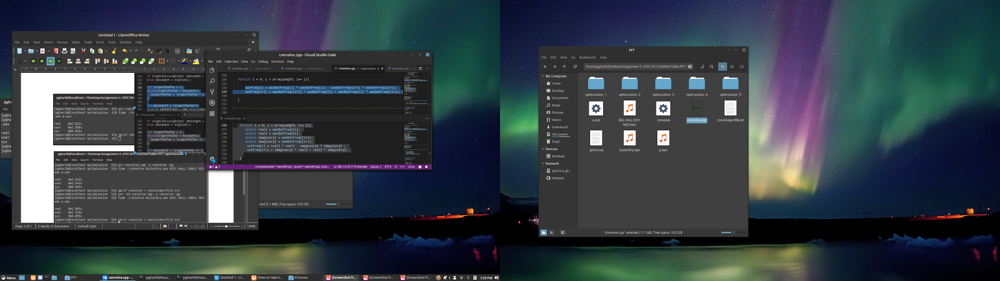 Untitled 1 - LibreOffice Writer
File Edit View Insert Format Styles Table Form Tools Window Help
11 10 9 8 7 6 5 4 3 2 1 1 2 3 4 5 6 7
193 if (sigSize1<=sigSize2) {mxLength =
194 else {mxLength = sigSize1;}
195
196 int largestPowTwo = 1;
197 while(largestPowTwo < mxLength){
198 largestPowTwo = largestPowTwo * 2;
199 }
200
201 int mxLength2 = largestPowTwo*2;
202 double* wavDatFreq1 = new double[mxL
convolve.cpp ~/.../optimization 4 × convolve.cpp
193 if (sigSize1<=sigSize2) {mxLength =
194 else {mxLength = sigSize1;}
195
196 int largestPowTwo = 1;
197 while(largestPowTwo < mxLength){
198 largestPowTwo = largestPowTwo << 1
199 }
200
201 int mxLength2 = largestPowTwo << 1;
pgharib@localhost:~/Desktop/Assignment 4 -CPSC 501
File Edit View Search Terminal Help
[pgharib@localhost optimization 4]$ g++ convo
[pgharib@localhost optimization 4]$ time ./co
.wav p.wav
real 0m2.621s
user 0m2.556s
sys 0m0.043s
[pgharib@localhost optimization 4]$ gprof con
[pgharib@localhost optimization 4]$
pgharib@localhost:~/Desktop/Assignment 4 -CPSC 501/Untitled Folder/FFT /optimization 5
File Edit View Search Terminal Help
[pgharib@localhost optimization 5]$ g++ convolve.cpp -o convolve -pg
[pgharib@localhost optimization 5]$ time ./convolve GuitarDry.wav BIG\ HALL\ E001\ M2S.
wav p.wav
real 0m2.616s
user 0m2.542s
sys 0m0.049s
[pgharib@localhost optimization 5]$ gprof convolve > convolveprofile.txt
[pgharib@localhost optimization 5]$ g++ -O3 convolve.cpp -o convolve -pg
[pgharib@localhost optimization 5]$ time ./convolve GuitarDry.wav BIG\ HALL\ E001\ M2S.
wav p.wav
real 0m1.605s
user 0m1.516s
sys 0m0.056s
[pgharib@localhost optimization 5]$ gprof convolve > convolveprofile.txt
Page 2 of 2 0 words, 0 characters Default Style 100%
pgh
File
[pgha
[pgha
.wav
real
user
sys
[pgha
[pgha
convolve.cpp - Visual Studio Code
File Edit Selection View Go Debug Terminal Help
convolve.cpp ~/.../optimization 1 convolve.cpp ~/.../optimization 2 convolve.cpp ~/.../optimization 4 × convolve.cpp ~/.../opti
285
286 for(int i = 0; i < arrayLength; i+= 2){
287
288 outFreq[i] = wavDatFreq1[i] * wavDatFreq2[i] - wavDatFreq1[i+1] * wavDatFreq2[i+1];
289 outFreq[i+1] = wavDatFreq1[i+1] * wavDatFreq2[i] + wavDatFreq1[i] * wavDatFreq2[i+1];
290
291 }
292
293
294
convolve.cpp ×
286 for(int i = 0; i < arrayLength; i+= 2){
287 double real1 = wavDatFreq1[i];
288 double real2 = wavDatFreq2[i];
289 double imaginary1 = wavDatFreq1[i+1];
290 double imaginary2 = wavDatFreq2[i+1];
291 outFreq[i] = real1 * real2 - imaginary1 * imaginary2 ;
292 outFreq[i+1] = imaginary1 * real2 + real1 * imaginary2;
293
294 }
295 }
1
0 0 convolve(double * wavDatFreq1, double * wavDatFreq2, doub... Ln 289, Col 95 (179 selected) Spaces: 2 UTF-8 LF C++ Linux
cted (2.1 MB), Free space: 18.0 GB
FFT
File Edit View Go Bookmarks Help
/home/pgharib/Desktop/Assignment 4 -CPSC 501/Untitled Folder/FFT
My Computer
Home
Desktop
Documents
Music
Pictures
Videos
Downloads
File System
Trash
Devices
Windows
Network
patrick.a.gh...
Network
optimization 1 optimization 2 optimization 3 optimization 4 optimization 5
C++
a.out BIG HALL E001 M2S.wav convolve convolve.cpp convolveprofile.txt
gmon.out GuitarDry.wav p.wav
"convolve.cpp" selected (11.1 kB), Free space: 18.0 GB
Menu FFT convolve.cpp -... pgharib@loca... pgharib@loca... Untitled 1 - Li... [How to Take S... Pictures [Screenshot fr... [Screenshot fr... [Screenshot fr... 1 7:39 PM